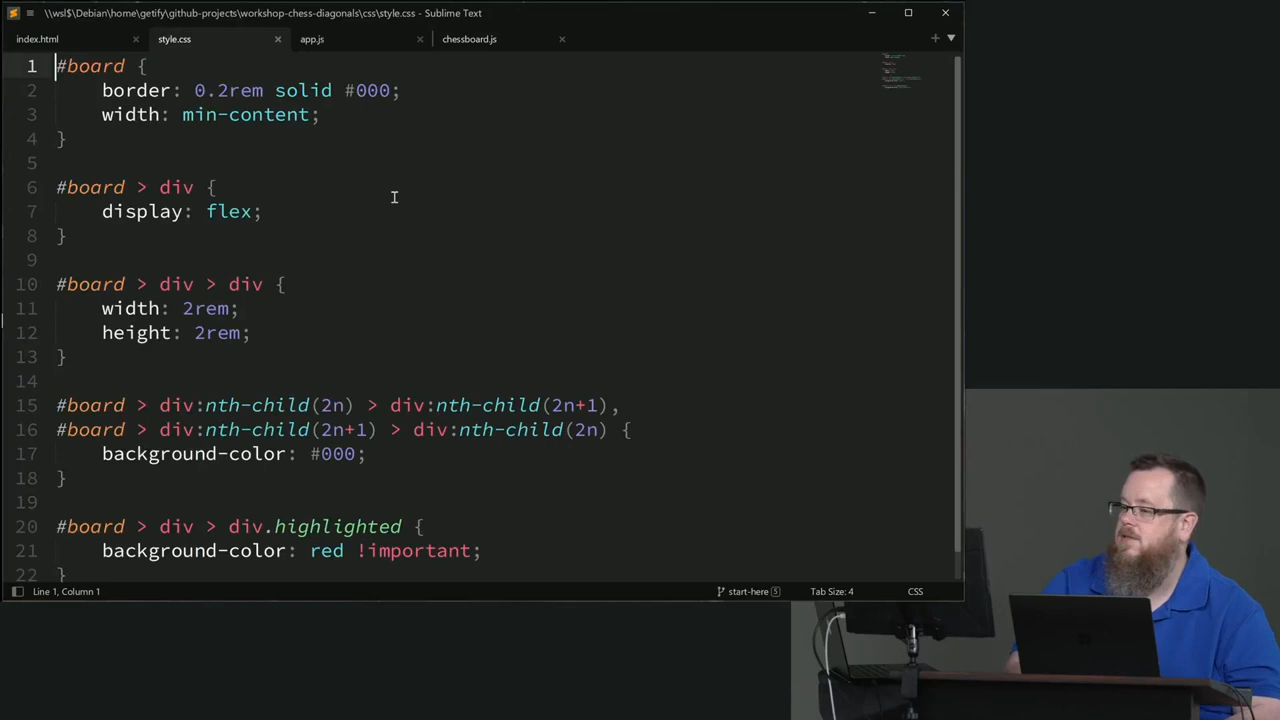 \\wsl$\Debian\home\getify\github-projects\workshop-chess-diagonals\css\style.css - Sublime Text
index.html
style.css
app.js
chessboard.js
1 #board {
2 border: 0.2rem solid #000;
3 width: min-content;
4 }
5
6 #board > div {
7 display: flex;
8 }
9
10 #board > div > div {
11 width: 2rem;
12 height: 2rem;
13 }
14
15 #board > div:nth-child(2n) > div:nth-child(2n+1),
16 #board > div:nth-child(2n+1) > div:nth-child(2n) {
17 background-color: #000;
18 }
19
20 #board > div > div.highlighted {
21 background-color: red !important;
22 }
Line 1, Column 1
start-here 5
Tab Size: 4
CSS